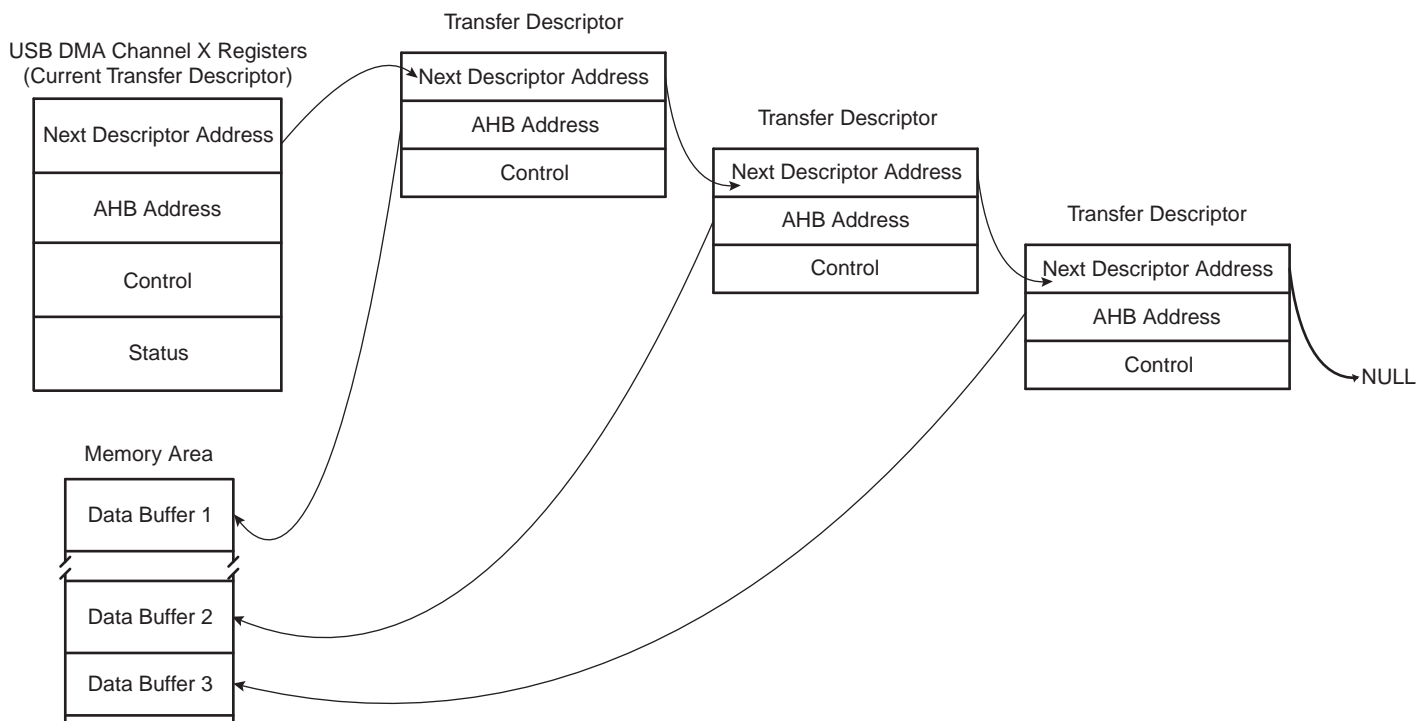 USB DMA Channel X Registers
(Current Transfer Descriptor)
Next Descriptor Address
AHB Address
Control
Status
Transfer Descriptor
Next Descriptor Address
AHB Address
Control
Transfer Descriptor
Next Descriptor Address
AHB Address
Control
Transfer Descriptor
Next Descriptor Address
AHB Address
Control
NULL
Memory Area
Data Buffer 1
Data Buffer 2
Data Buffer 3